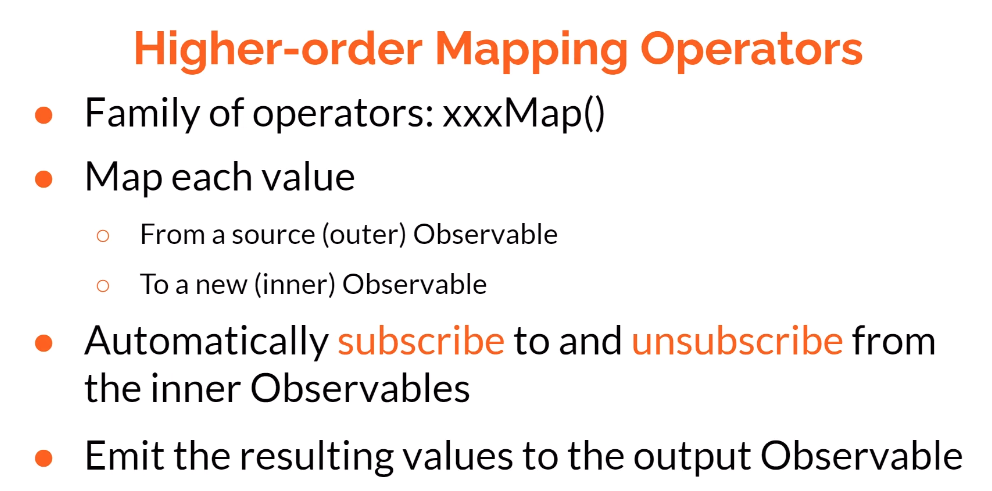 Higher-order Mapping Operators
● Family of operators: xxxMap()
● Map each value
○ From a source (outer) Observable
○ To a new (inner) Observable
● Automatically subscribe to and unsubscribe from
the inner Observables
● Emit the resulting values to the output Observable